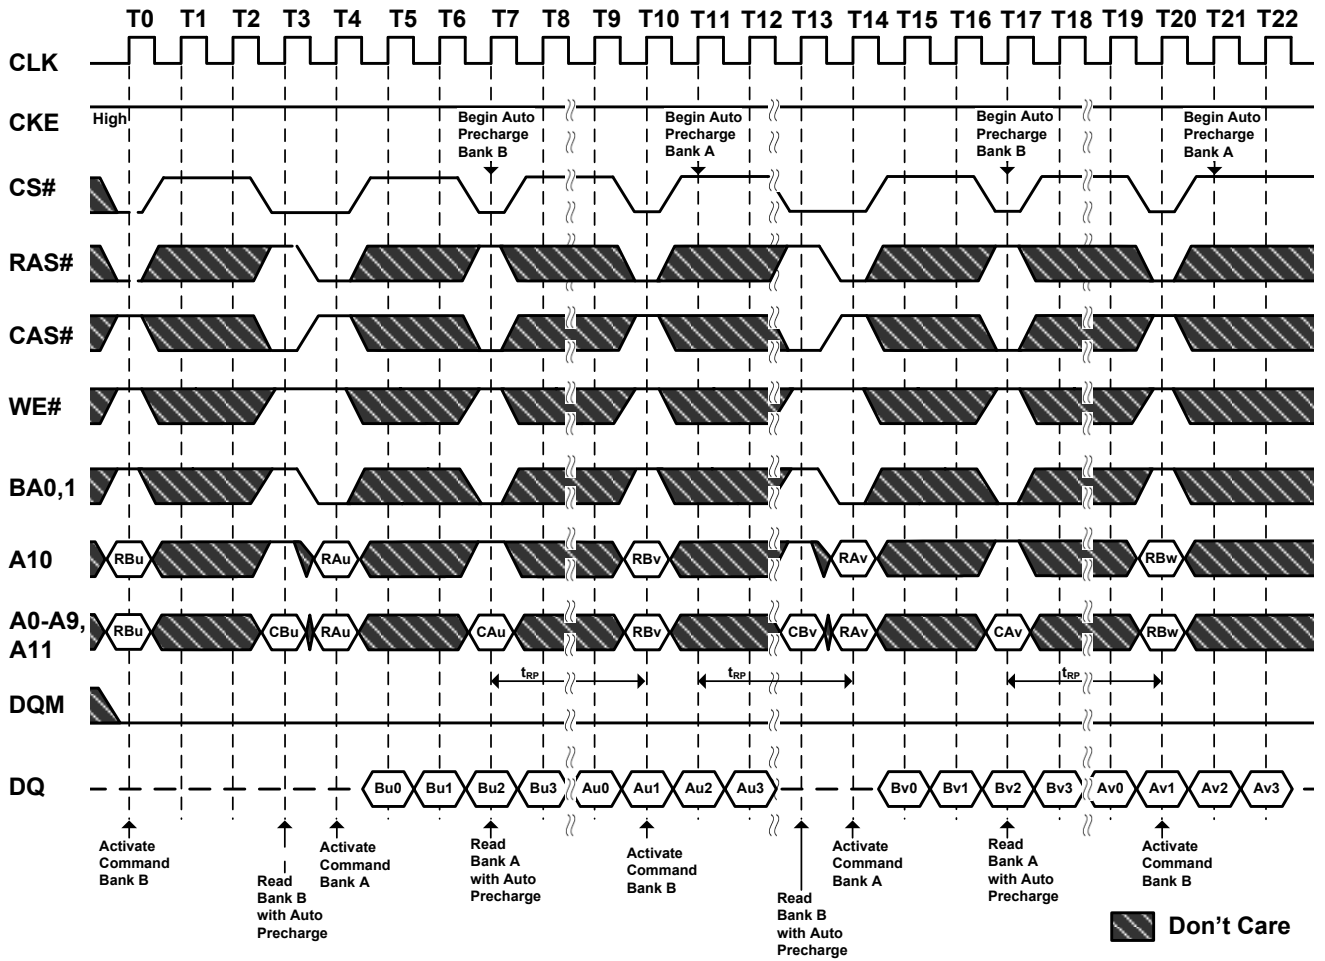 T0 T1 T2 T3 T4 T5 T6 T7 T8 T9 T10 T11 T12 T13 T14 T15 T16 T17 T18 T19 T20 T21 T22
CLK
CKE
High
Begin Auto
Precharge
Bank B
Begin Auto
Precharge
Bank A
Begin Auto
Precharge
Bank B
Begin Auto
Precharge
Bank A
CS#
RAS#
CAS#
WE#
BA0,1
A10
RBu RAu RBv RAv RBw
A0-A9,
A11
RBu CBu RAu CAu RBv CBv RAv CAv RBw
tRP tRP tRP
DQM
DQ
Bu0 Bu1 Bu2 Bu3 Au0 Au1 Au2 Au3 Bv0 Bv1 Bv2 Bv3 Av0 Av1 Av2 Av3
Activate
Command
Bank B
Read
Bank B
with Auto
Precharge
Activate
Command
Bank A
Read
Bank A
with Auto
Precharge
Activate
Command
Bank B
Read
Bank B
with Auto
Precharge
Activate
Command
Bank A
Read
Bank A
with Auto
Precharge
Activate
Command
Bank B
Don't Care